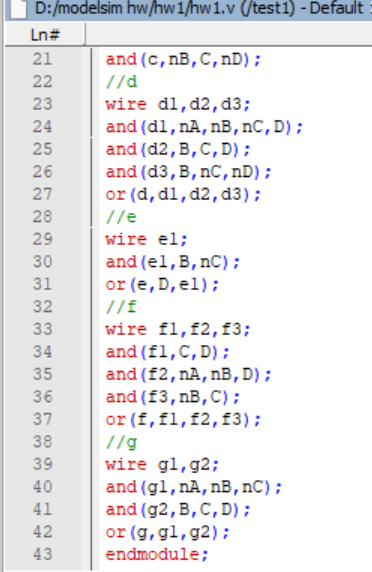 D:/modelsim hw/hw1/hw1.v (/test1) - Default
Ln#
21 and(c,nB,C,nD);
22 //d
23 wire d1,d2,d3;
24 and(d1,nA,nB,nC,D);
25 and(d2,B,C,D);
26 and(d3,B,nC,nD);
27 or(d,d1,d2,d3);
28 //e
29 wire e1;
30 and(e1,B,nC);
31 or(e,D,e1);
32 //f
33 wire f1,f2,f3;
34 and(f1,C,D);
35 and(f2,nA,nB,D);
36 and(f3,nB,C);
37 or(f,f1,f2,f3);
38 //g
39 wire g1,g2;
40 and(g1,nA,nB,nC);
41 and(g2,B,C,D);
42 or(g,g1,g2);
43 endmodule;